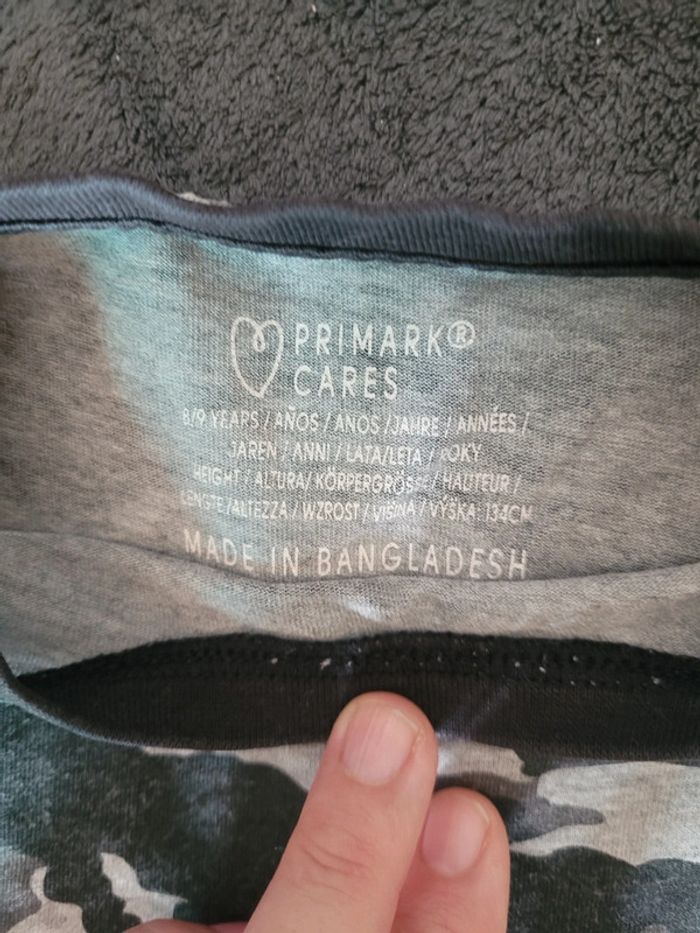 PRIMARK®
CARES
8/9 YEARS / AÑOS / ANOS /JAHRE / ANNÉES /
JAREN / ANNI / LATA/LETA / ROKY
HEIGHT / ALTURA/ KÖRPERGRÖSSE/ HAUTEUR /
LENGTE /ALTEZZA / WZROST / VIŠINA / VÝŠKA: 134CM
MADE IN BANGLADESH